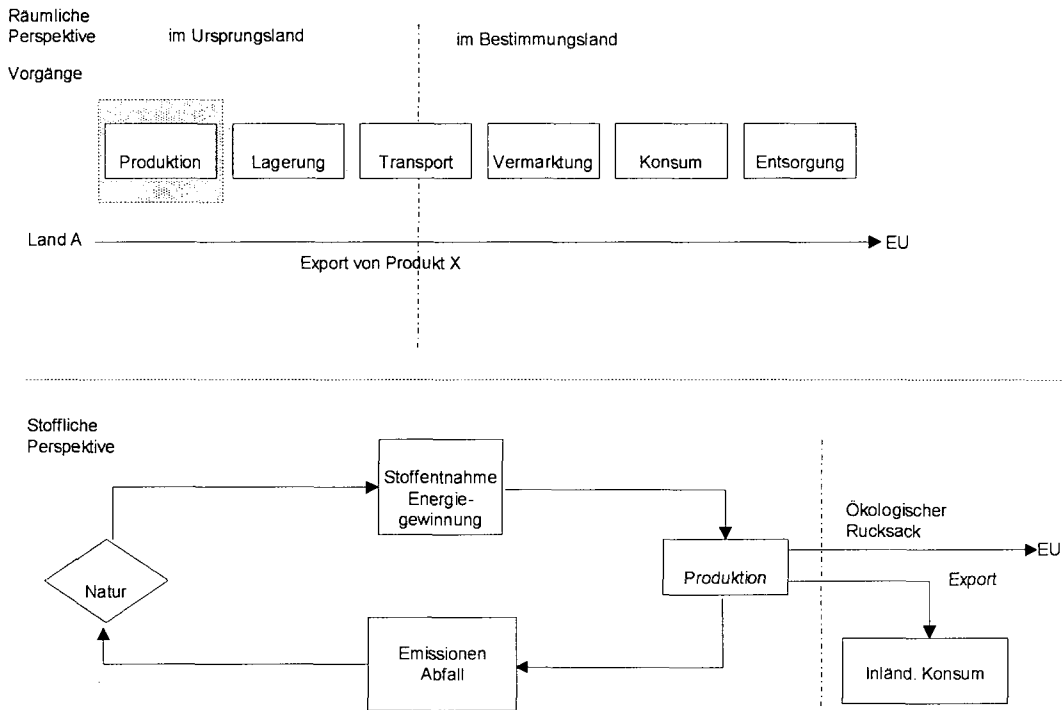 Räumliche
Perspektive
im Ursprungsland
im Bestimmungsland
Vorgänge
Produktion
Lagerung
Transport
Vermarktung
Konsum
Entsorgung
Land A
EU
Export von Produkt X
Stoffliche
Perspektive
Stoffentnahme
Energie-
gewinnung
Ökologischer
Rucksack
EU
Natur
Produktion
Export
Emissionen
Abfall
Inländ. Konsum